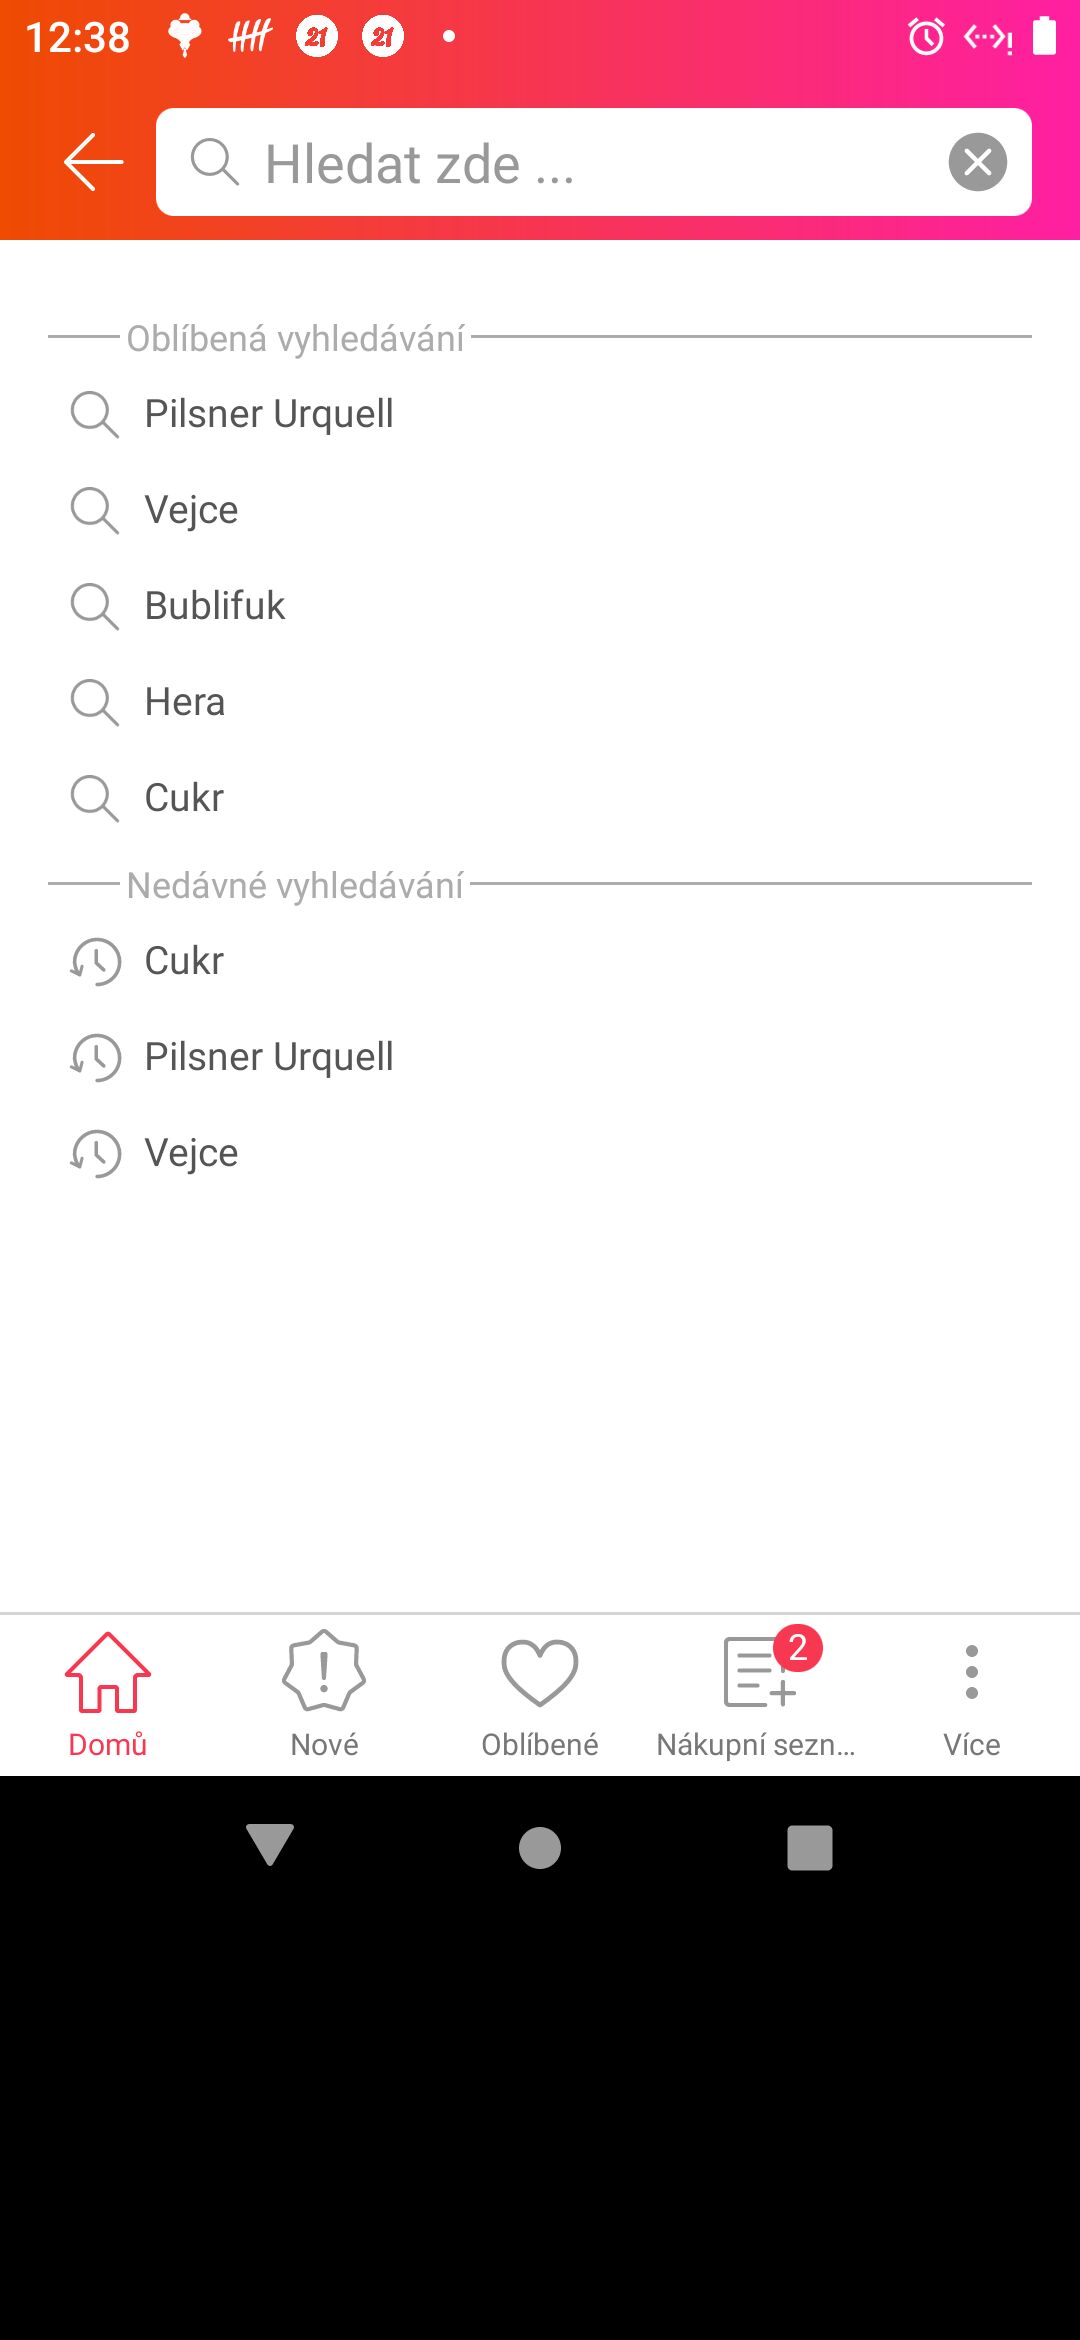 12:38
21 21
Hledat zde ...
Oblíbená vyhledávání
Pilsner Urquell
Vejce
Bublifuk
Hera
Cukr
Nedávné vyhledávání
Cukr
Pilsner Urquell
Vejce
2
Domů Nové Oblíbené Nákupní sezn... Více